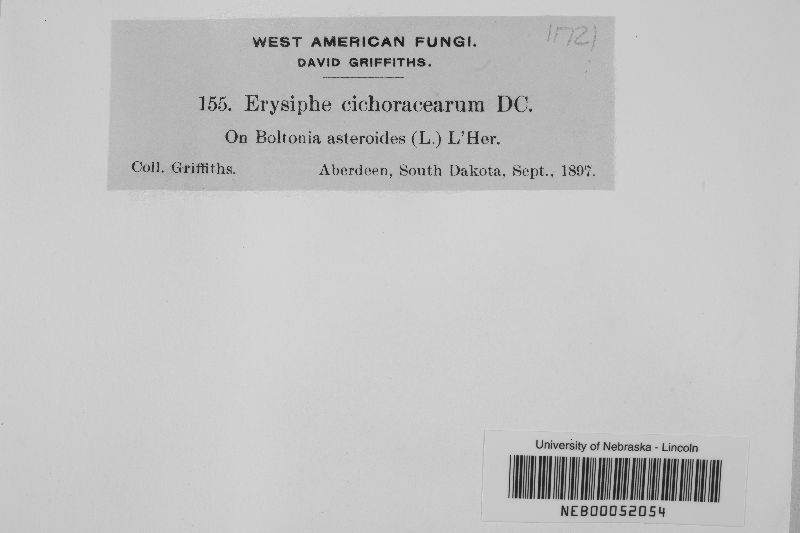 WEST AMERICAN FUNGI.
DAVID GRIFFITHS.
155. Erysiphe cichoracearum DC.
On Boltonia asteroides (L.) L'Her.
Coll. Griffiths. Aberdeen, South Dakota, Sept., 1897.
University of Nebraska - Lincoln
NEB00052054